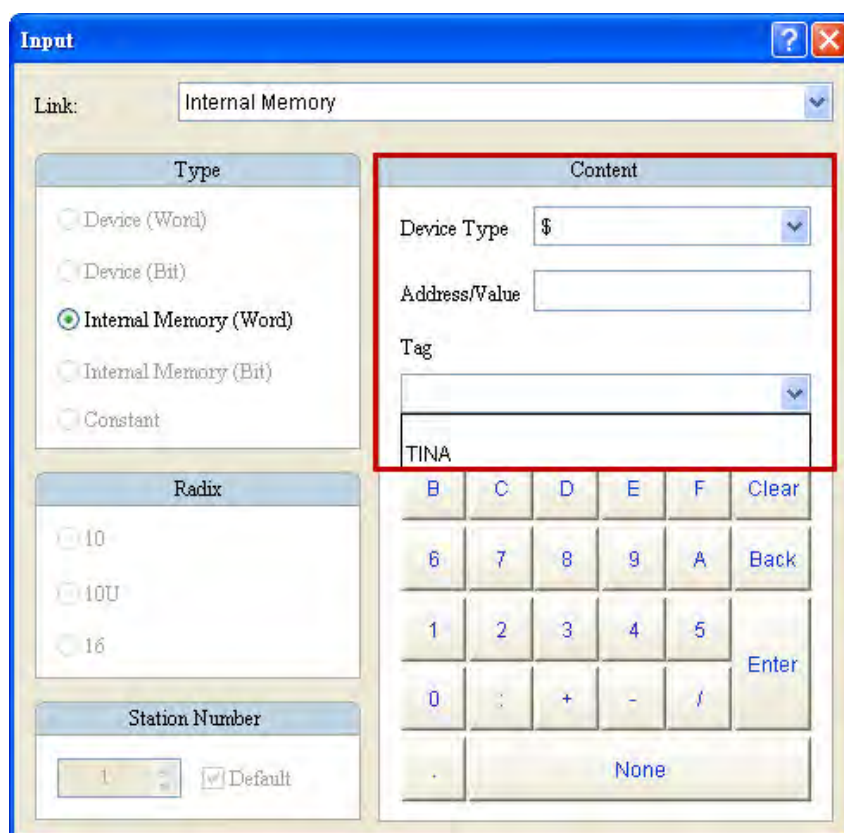 Input
Link: Internal Memory
Type
Device (Word)
Device (Bit)
Internal Memory (Word)
Internal Memory (Bit)
Constant
Content
Device Type $
Address/Value
Tag
TINA
Radix
10
10U
16
B C D E F Clear
6 7 8 9 A Back
1 2 3 4 5 Enter
0 : + - /
. None
Station Number
1 Default